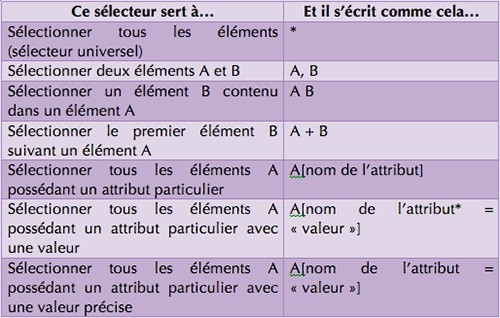 Ce sélecteur sert à… Et il s’écrit comme cela…
Sélectionner tous les éléments *
(sélecteur universel)
Sélectionner deux éléments A et B A, B
Sélectionner un élément B contenu A B
dans un élément A
Sélectionner le premier élément B A + B
suivant un élément A
Sélectionner tous les éléments A A[nom de l’attribut]
possédant un attribut particulier
Sélectionner tous les éléments A A[nom de l’attribut* =
possédant un attribut particulier avec « valeur »]
une valeur
Sélectionner tous les éléments A A[nom de l’attribut =
possédant un attribut particulier avec « valeur »]
une valeur précise